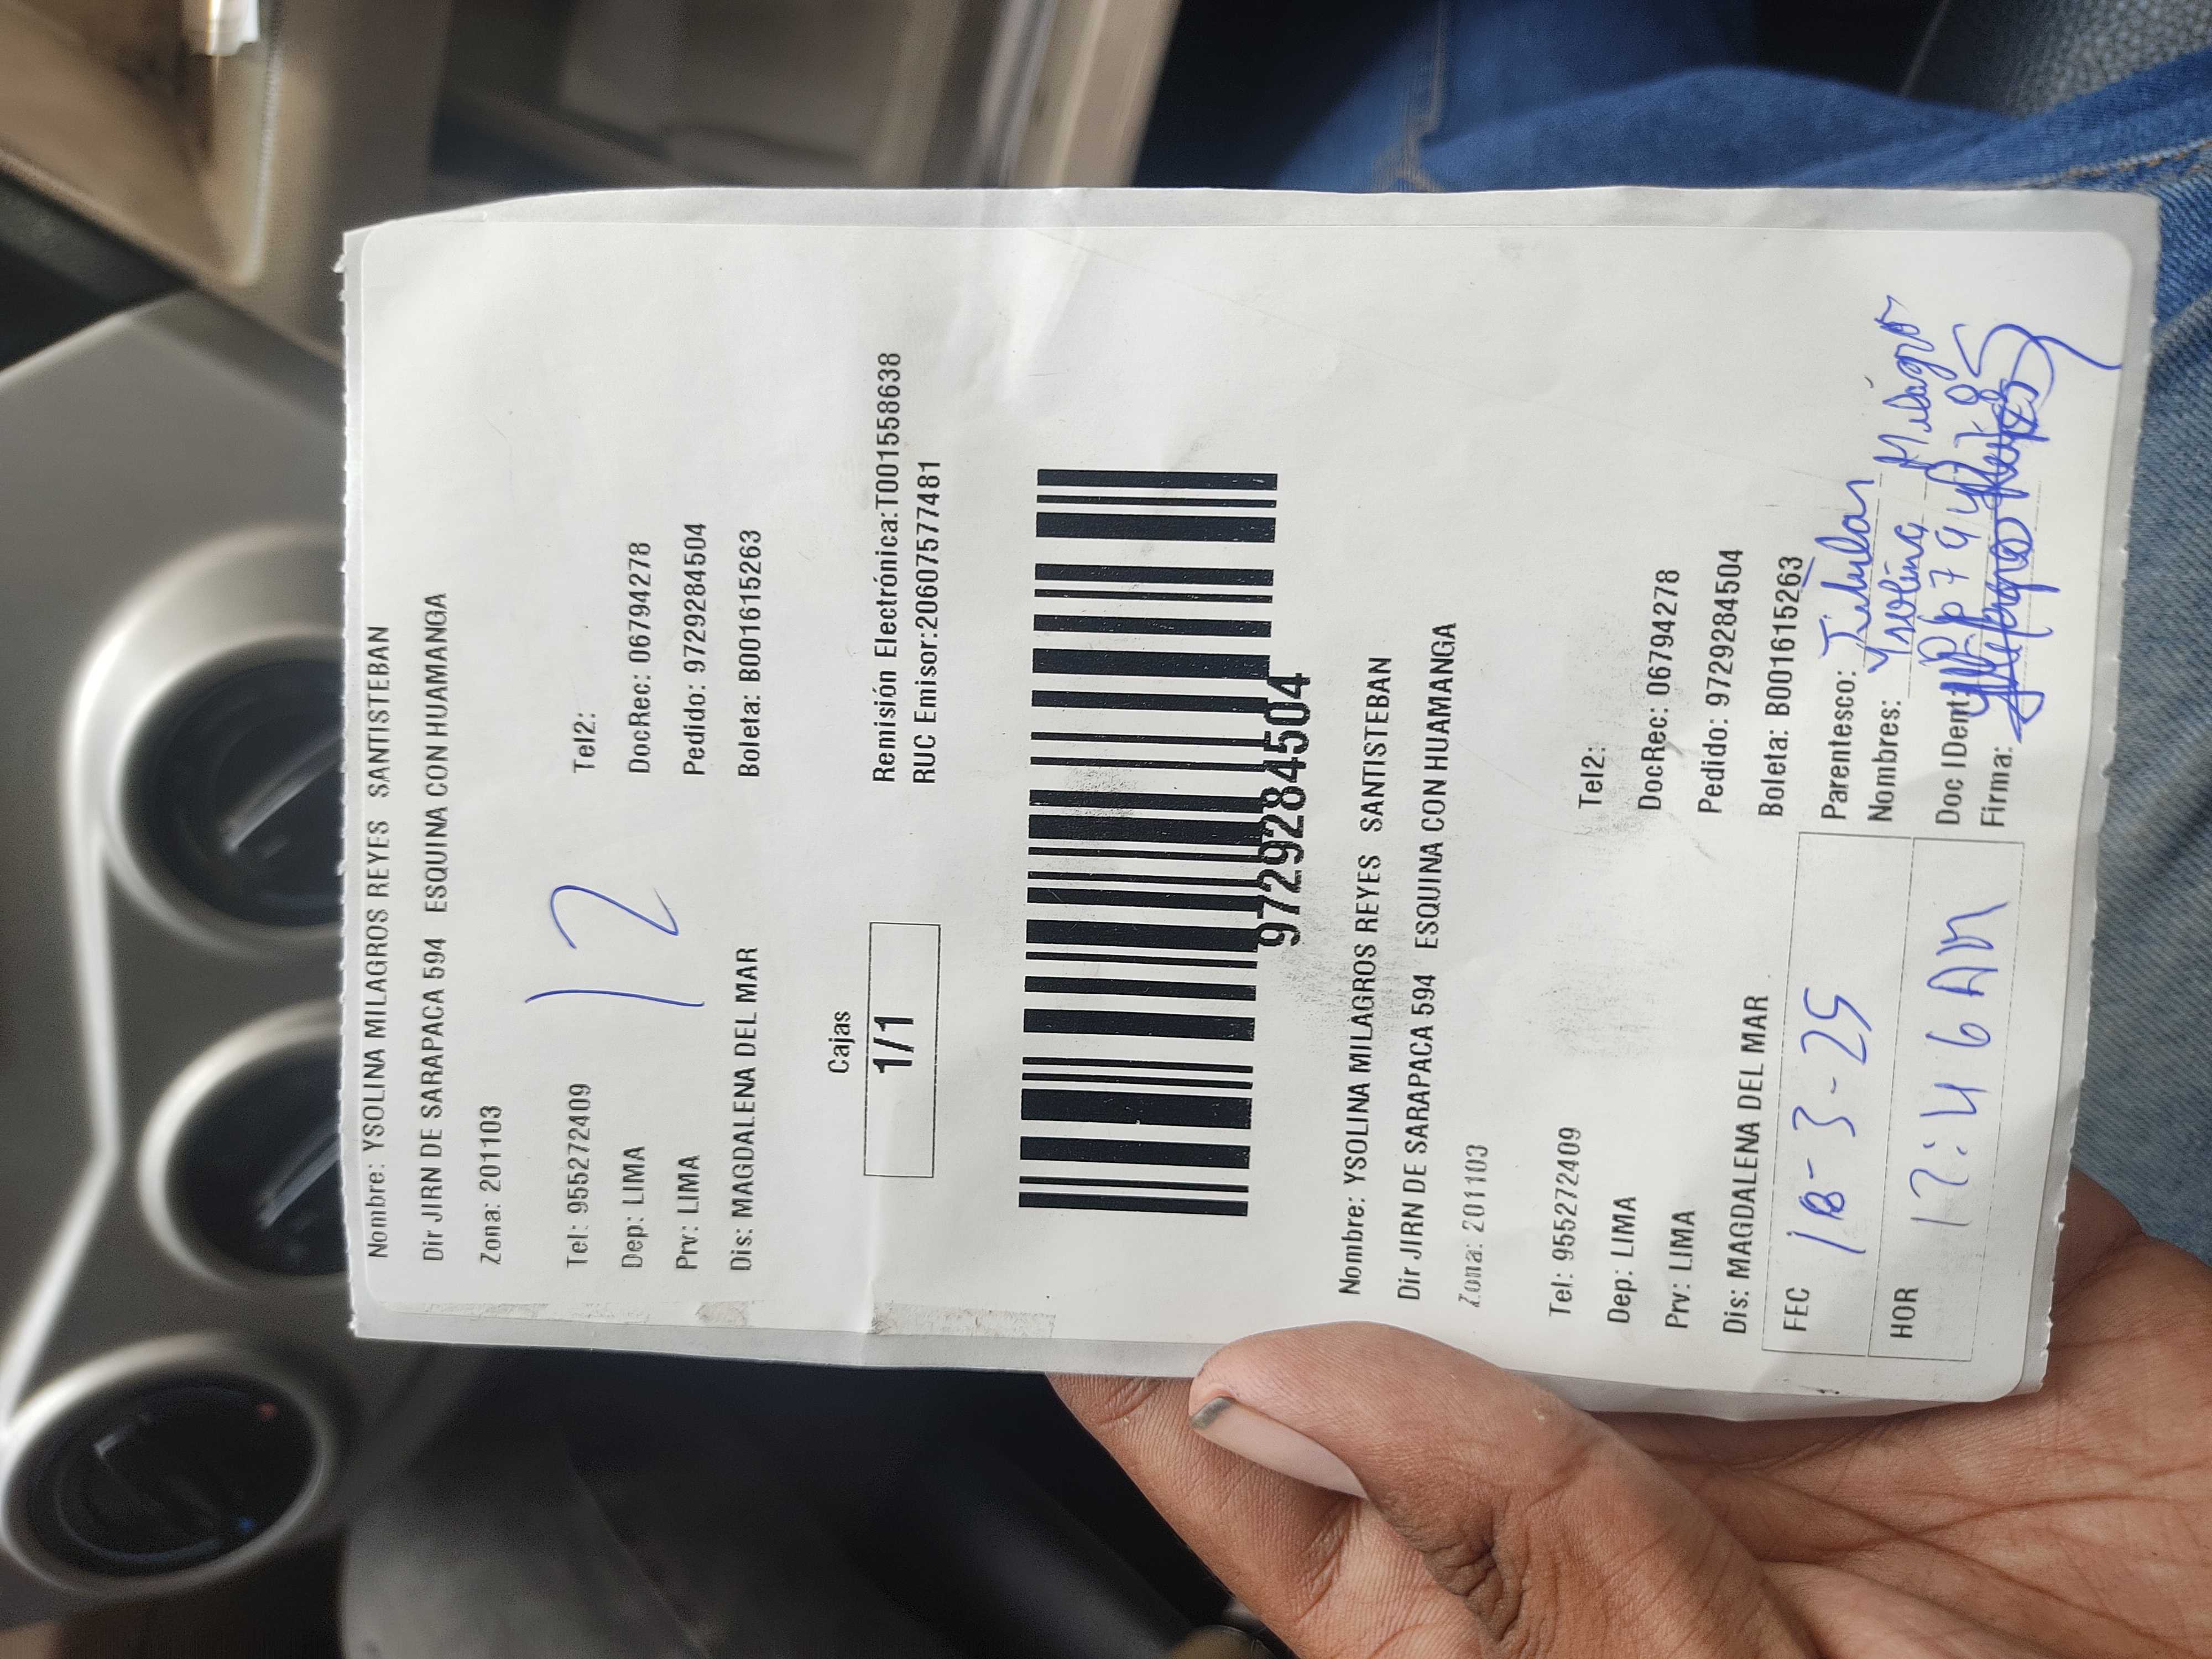 Nombre: YSOLINA MILAGROS REYES SANTISTEBAN
Dir JIRN DE SARAPACA 594 ESQUINA CON HUAMANGA
Zona: 201103
12
Tel: 955272409 Tel2:
Dep: LIMA DocRec: 06794278
Prv: LIMA Pedido: 9729284504
Dis: MAGDALENA DEL MAR Boleta: B001615263
Cajas
1/1
Remisión Electrónica:T001558638
RUC Emisor:20607577481
9729284504
Nombre: YSOLINA MILAGROS REYES SANTISTEBAN
Dir JIRN DE SARAPACA 594 ESQUINA CON HUAMANGA
Zona: 201103
Tel: 955272409 Tel2:
Dep: LIMA DocRec: 06794278
Prv: LIMA Pedido: 9729284504
Dis: MAGDALENA DEL MAR Boleta: B001615263
FEC 18-3-25 Parentesco: Titular
Nombres: Ysolina Milagros
HOR 12:46 AM Doc IDent:
Firma: